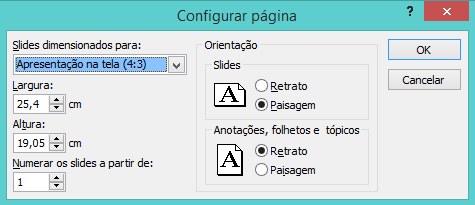 Configurar página
Slides dimensionados para:
Apresentação na tela (4:3)
Largura:
25,4 cm
Altura:
19,05 cm
Numerar os slides a partir de:
1
Orientação
Slides
A
Retrato
Paisagem
Anotações, folhetos e tópicos
A
Retrato
Paisagem
OK
Cancelar